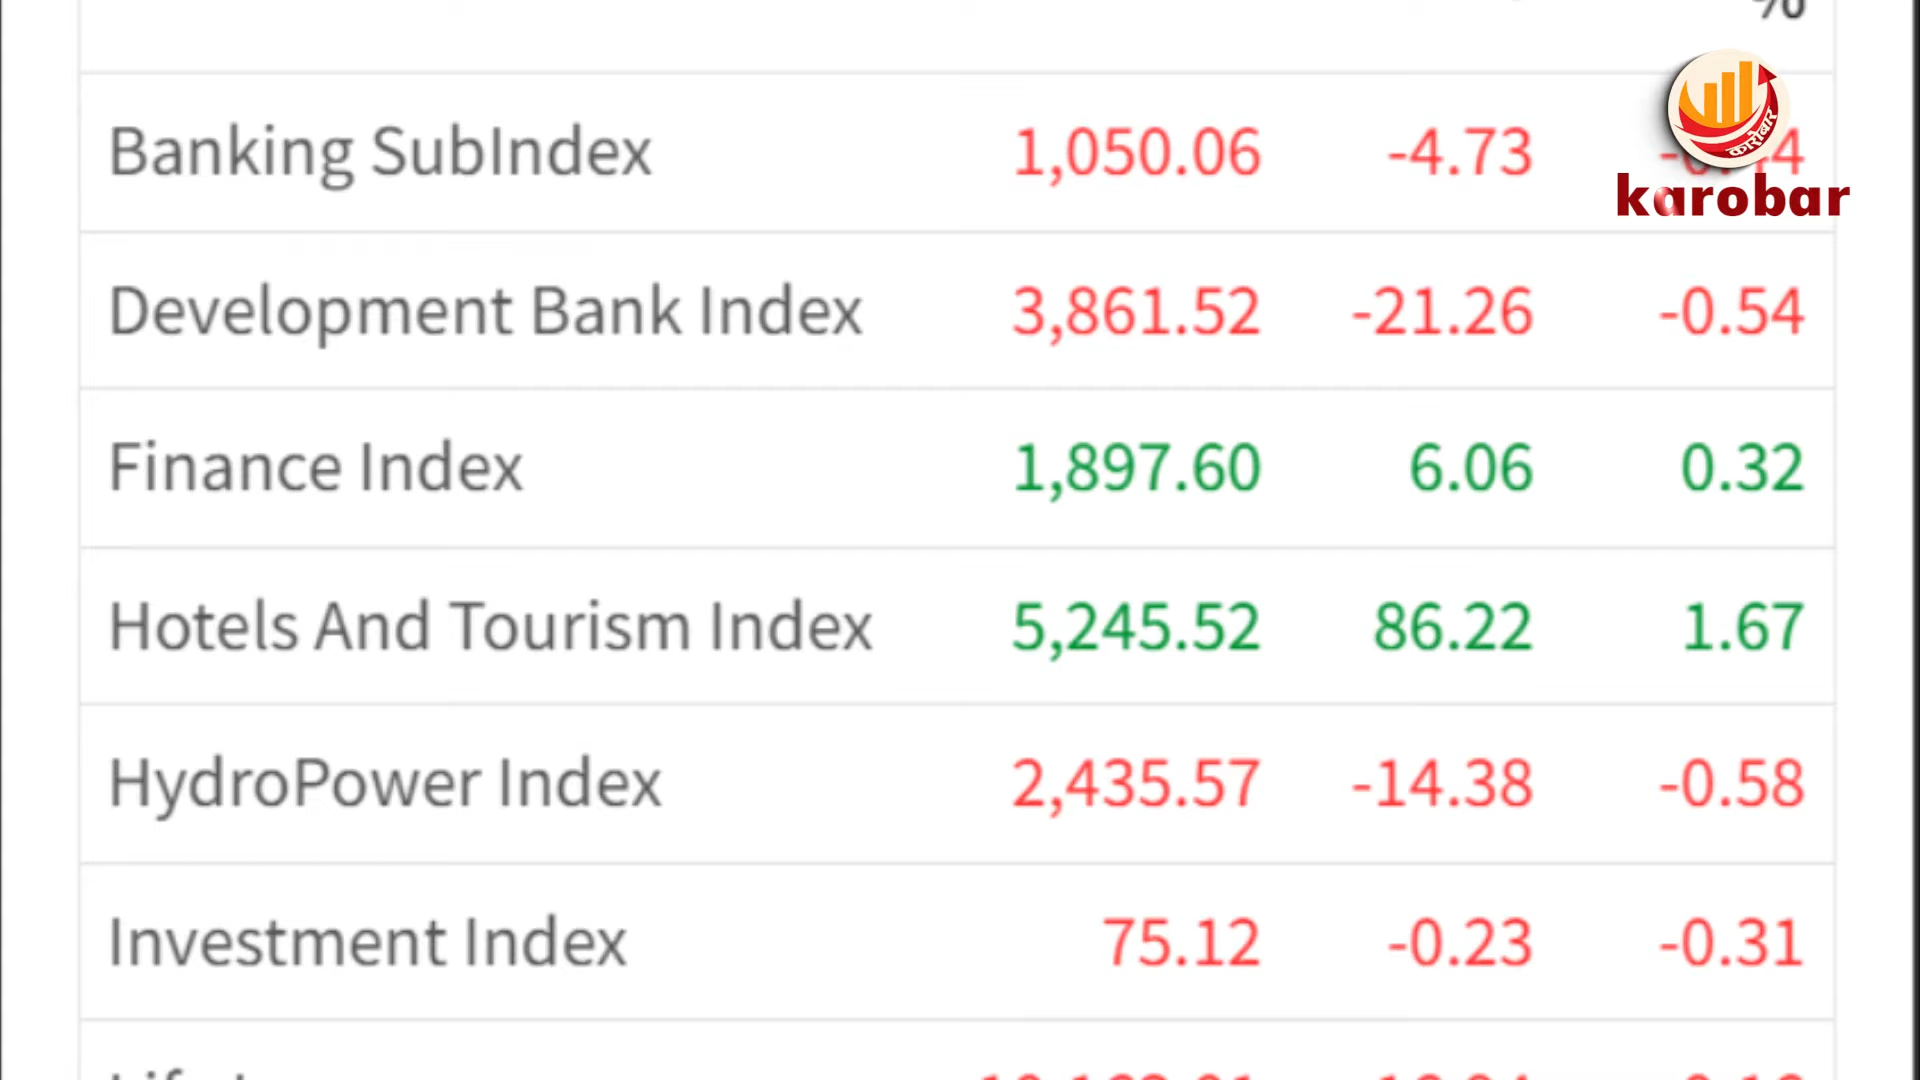 %
Banking SubIndex 1,050.06 -4.73
Development Bank Index 3,861.52 -21.26 -0.54
Finance Index 1,897.60 6.06 0.32
Hotels And Tourism Index 5,245.52 86.22 1.67
HydroPower Index 2,435.57 -14.38 -0.58
Investment Index 75.12 -0.23 -0.31
कारोबार
karobar